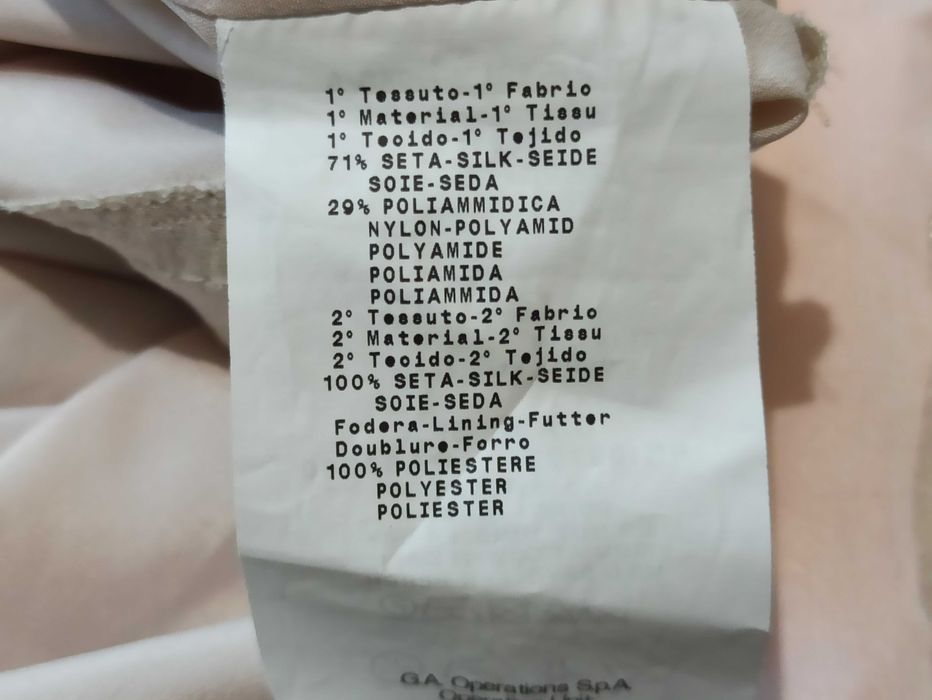 1° Tessuto-1° Fabric
1° Material-1° Tissu
1° Tecido-1° Tejido
71% SETA-SILK-SEIDE
SOIE-SEDA
29% POLIAMMIDICA
NYLON-POLYAMID
POLYAMIDE
POLIAMIDA
POLIAMMIDA
2° Tessuto-2° Fabric
2° Material-2° Tissu
2° Tecido-2° Tejido
100% SETA-SILK-SEIDE
SOIE-SEDA
Fodera-Lining-Futter
Doublure-Forro
100% POLIESTERE
POLYESTER
POLIESTER
GA Operations SpA